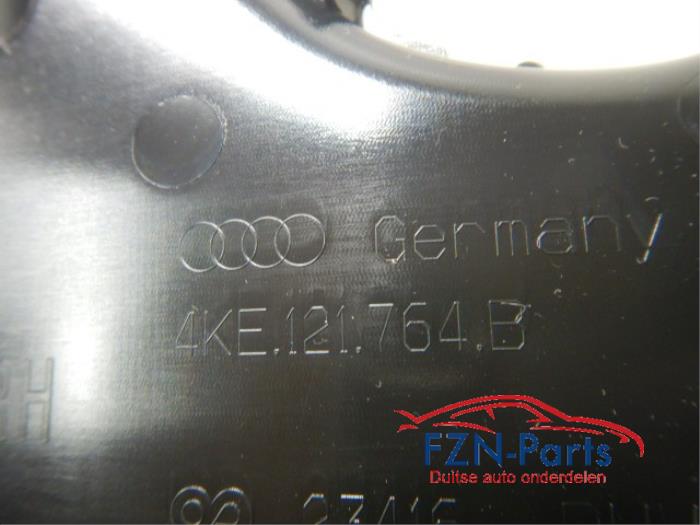 Germany
4KE.121.764.B
FZN-Parts
Duitse auto onderdelen